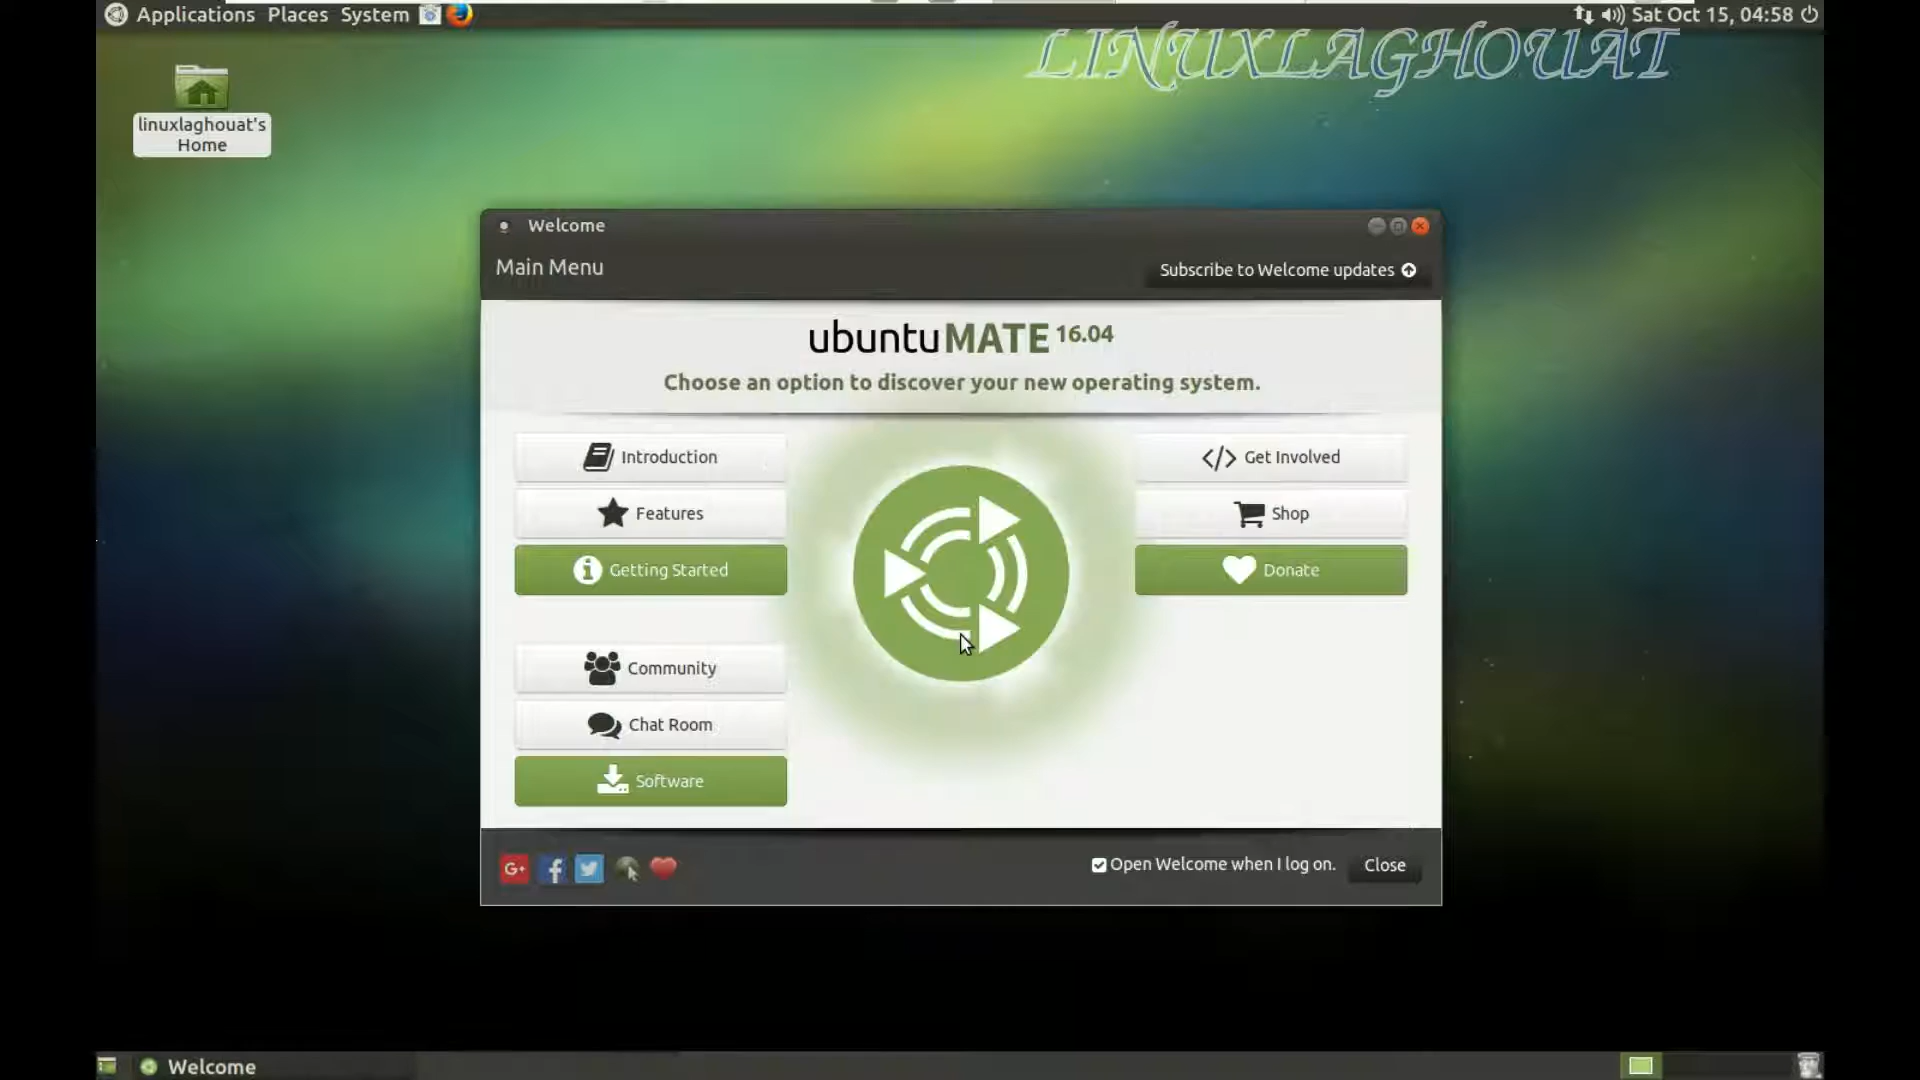 Applications Places System
Sat Oct 15, 04:58
LINUXLAGHOUAT
linuxlaghouat's
Home
Welcome
Main Menu
Subscribe to Welcome updates
ubuntu MATE 16.04
Choose an option to discover your new operating system.
Introduction
Get Involved
Features
Shop
Getting Started
Donate
Community
Chat Room
Software
G+
Open Welcome when I log on.
Close
Welcome